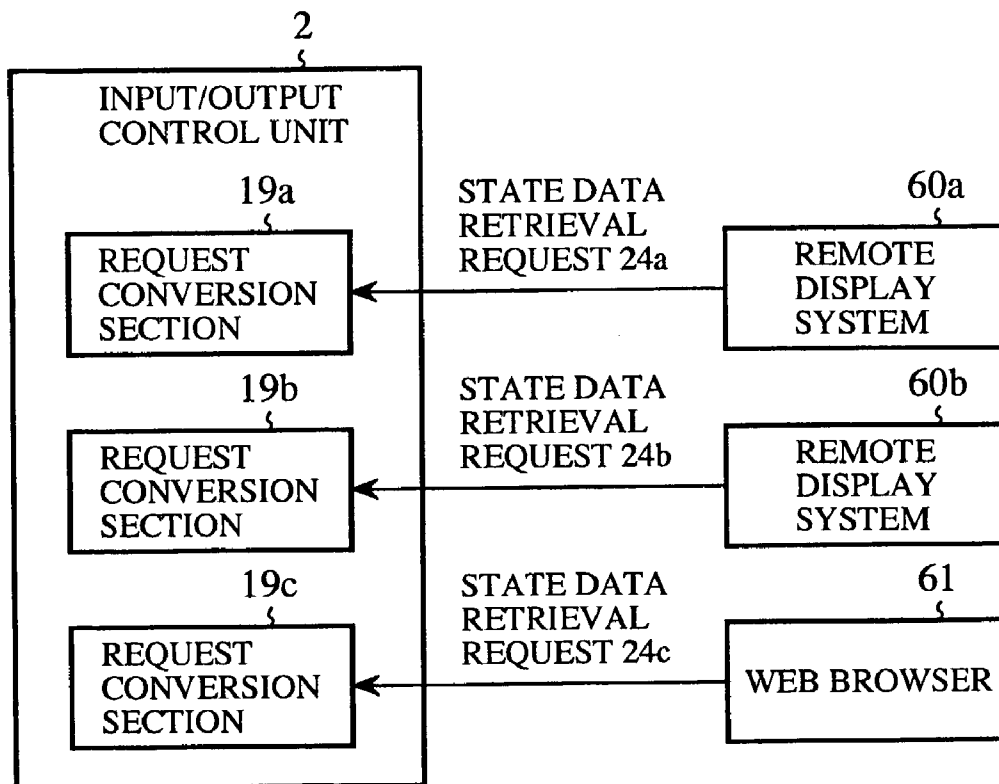 2
INPUT/OUTPUT
CONTROL UNIT
19a
REQUEST
CONVERSION
SECTION
STATE DATA
RETRIEVAL
REQUEST 24a
60a
REMOTE
DISPLAY
SYSTEM
19b
REQUEST
CONVERSION
SECTION
STATE DATA
RETRIEVAL
REQUEST 24b
60b
REMOTE
DISPLAY
SYSTEM
19c
REQUEST
CONVERSION
SECTION
STATE DATA
RETRIEVAL
REQUEST 24c
61
WEB BROWSER